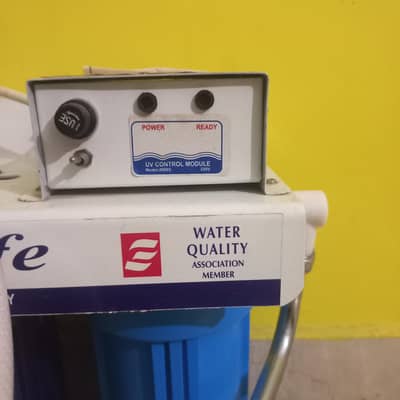 FUSE
POWER READY
UV CONTROL MODULE
fe
WATER
QUALITY
ASSOCIATION
MEMBER
Y